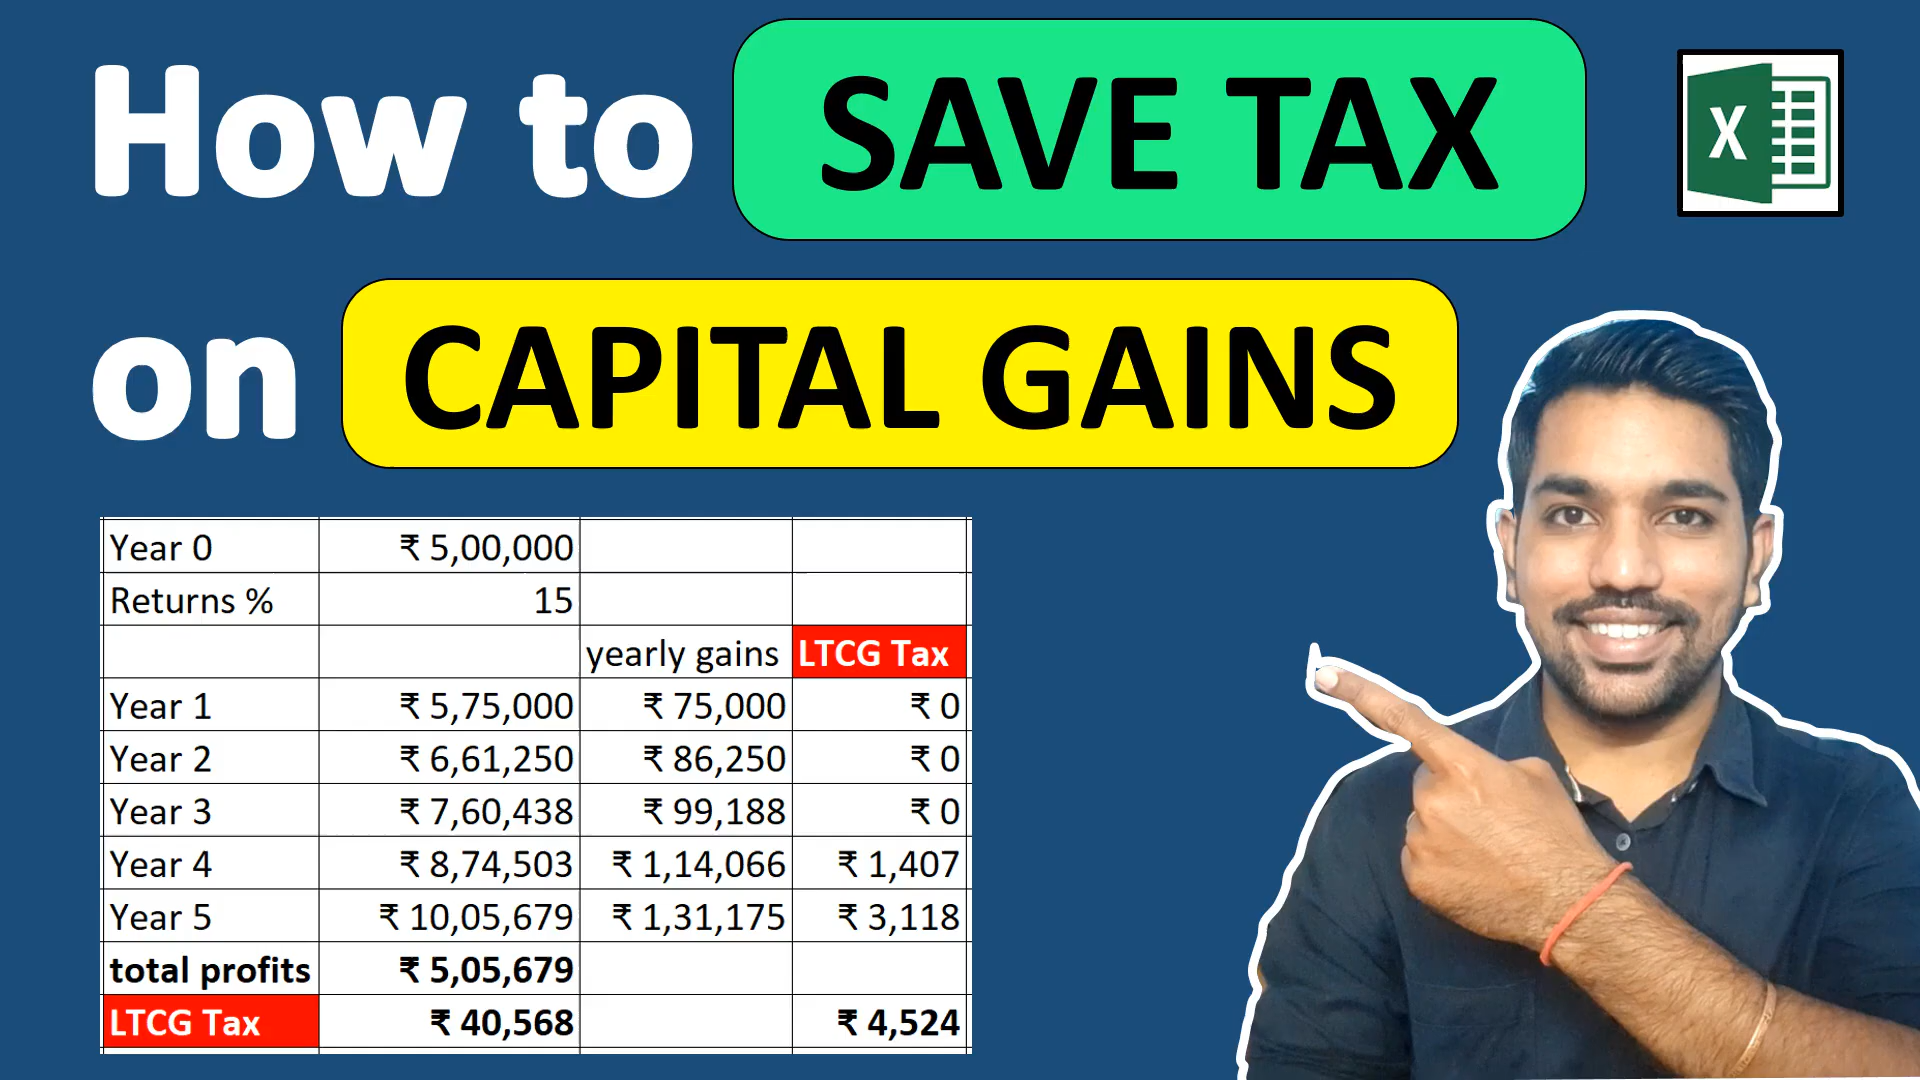 How to SAVE TAX
X
on CAPITAL GAINS
Year 0 ₹ 5,00,000
Returns % 15
yearly gains LTCG Tax
Year 1 ₹ 5,75,000 ₹ 75,000 ₹ 0
Year 2 ₹ 6,61,250 ₹ 86,250 ₹ 0
Year 3 ₹ 7,60,438 ₹ 99,188 ₹ 0
Year 4 ₹ 8,74,503 ₹ 1,14,066 ₹ 1,407
Year 5 ₹ 10,05,679 ₹ 1,31,175 ₹ 3,118
total profits ₹ 5,05,679
LTCG Tax ₹ 40,568 ₹ 4,524